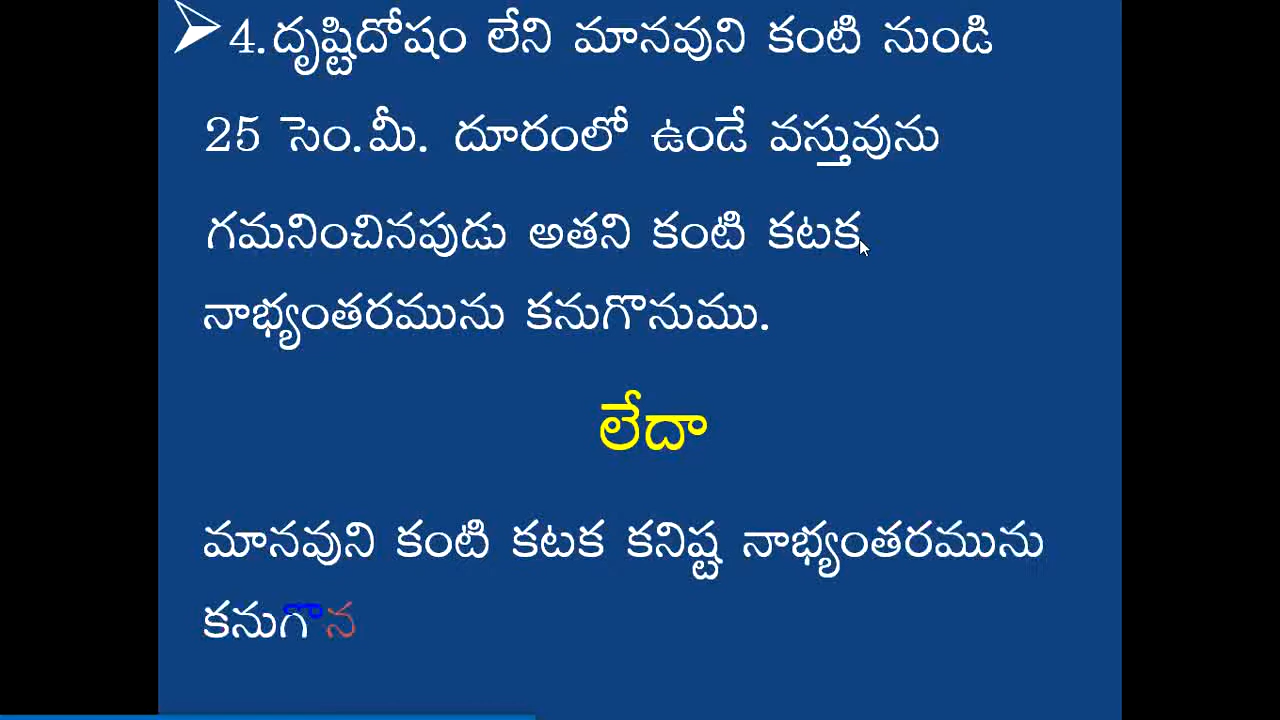 4.దృష్టిదోషం లేని మానవుని కంటి నుండి
25 సెం.మీ. దూరంలో ఉండే వస్తువును
గమనించినపుడు అతని కంటి కటక
నాభ్యంతరమును కనుగొనుము.
లేదా
మానవుని కంటి కటక కనిష్ట నాభ్యంతరమును
కనుగొన